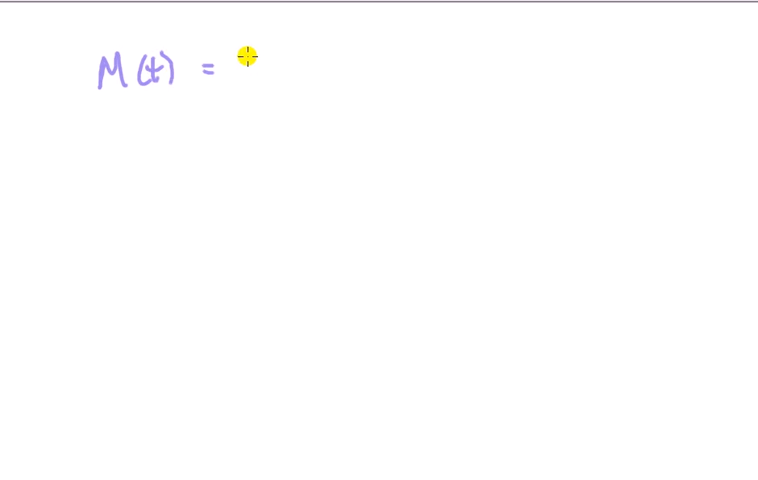 M(t) =